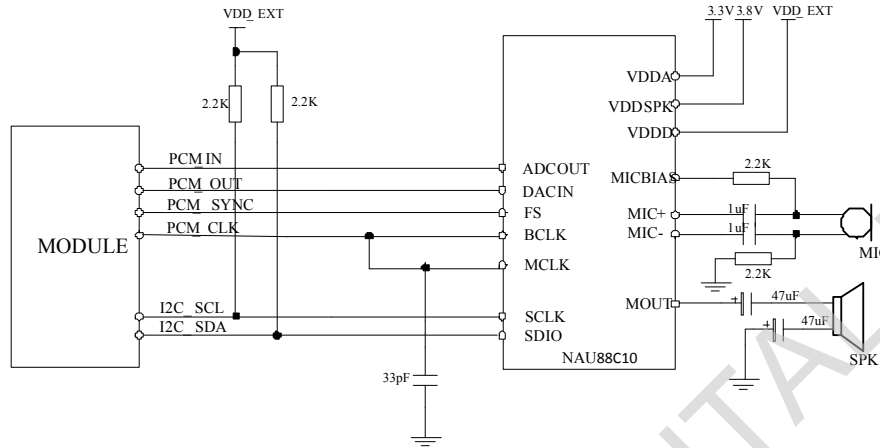 VDD_EXT
3.3V 3.8V VDD_EXT
2.2K 2.2K
VDDA
VDDSPK
VDDD
MICBIAS
2.2K
MIC+
1uF
MIC-
1uF
2.2K
MIC
MODULE
PCM_IN
PCM_OUT
PCM_SYNC
PCM_CLK
I2C_SCL
I2C_SDA
ADCOUT
DACIN
FS
BCLK
MCLK
SCLK
SDIO
MOUT
+ 47uF
+ 47uF
SPK
NAU88C10
33pF